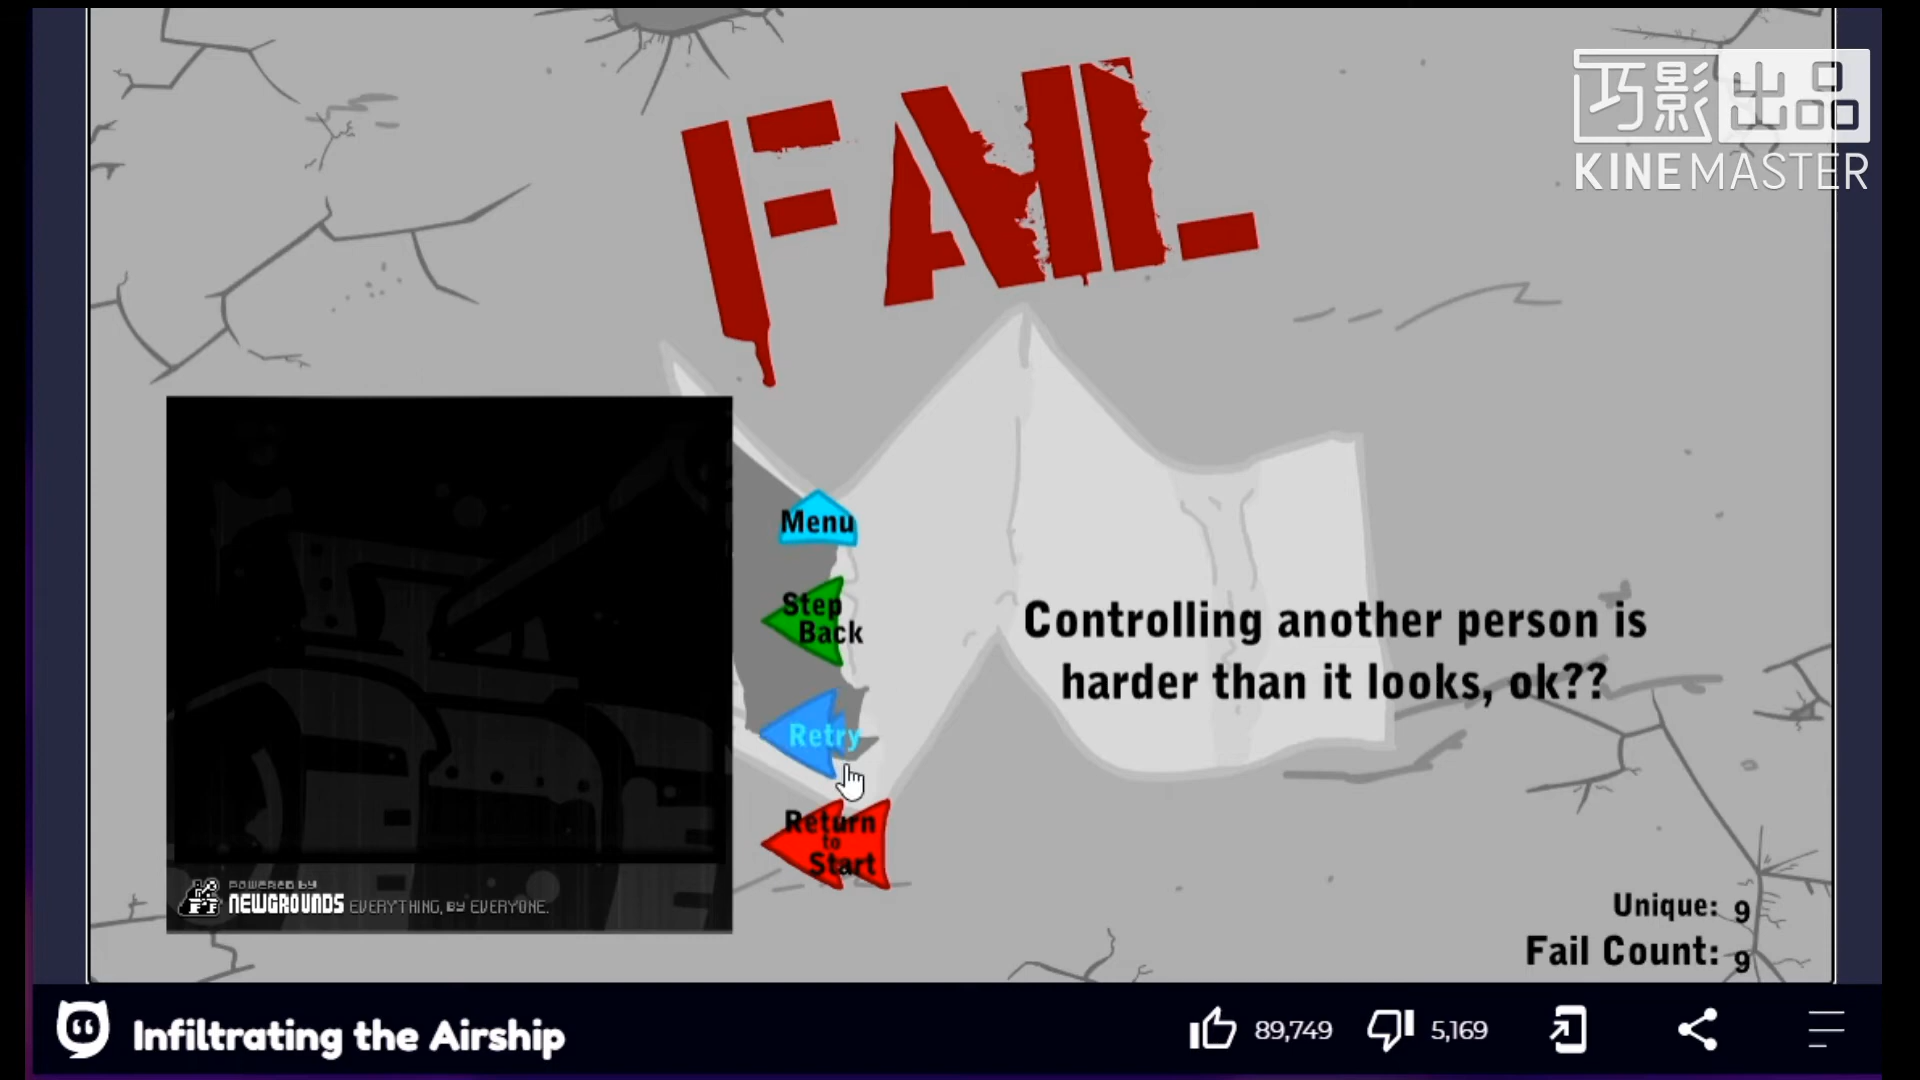 FAIL
巧影出品
KINEMASTER
Menu
Step
Back
Retry
Return
to
Start
Controlling another person is
harder than it looks, ok??
POWERED BY
NEWGROUNDS EVERYTHING, BY EVERYONE.
Unique: 9
Fail Count: 9
Infiltrating the Airship
89,749
5,169